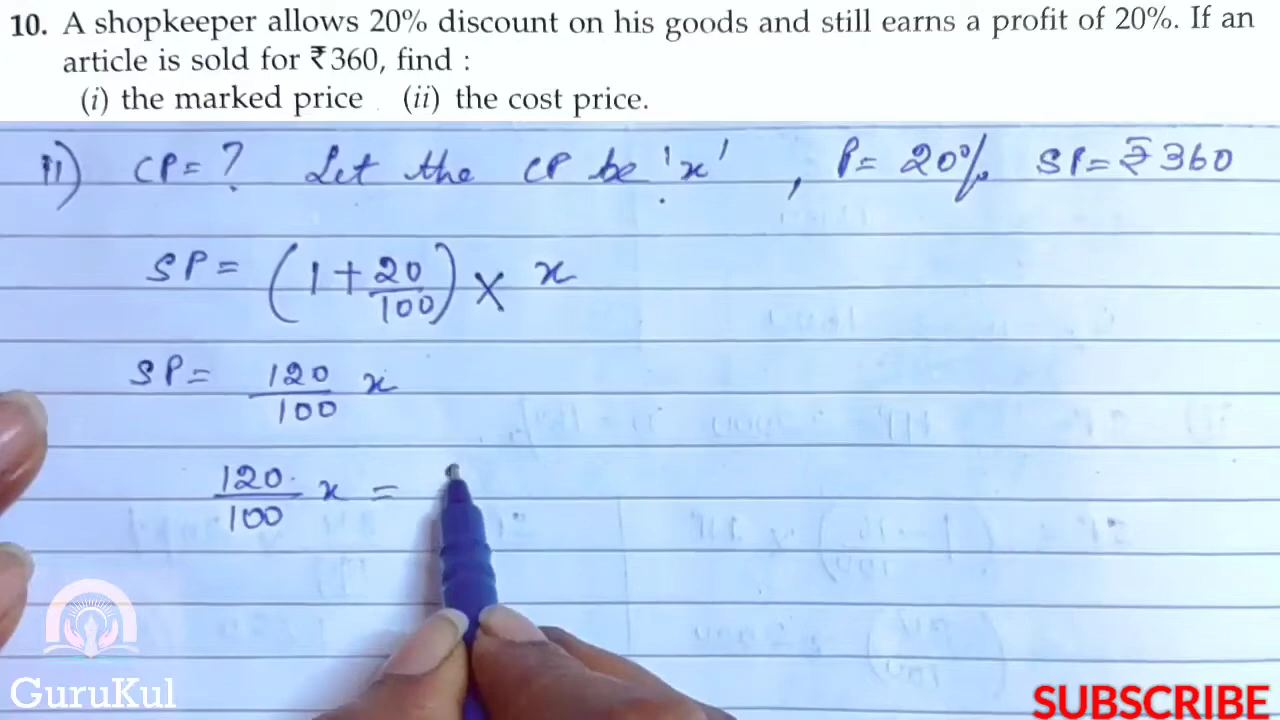 10. A shopkeeper allows 20% discount on his goods and still earns a profit of 20%. If an
article is sold for ₹360, find :
(i) the marked price (ii) the cost price.
ii) CP = ? Let the CP be 'x' , P = 20% SP = ₹360
SP = (1 + 20/100) × x
SP = 120/100 x
120/100 x =
GuruKul
SUBSCRIBE